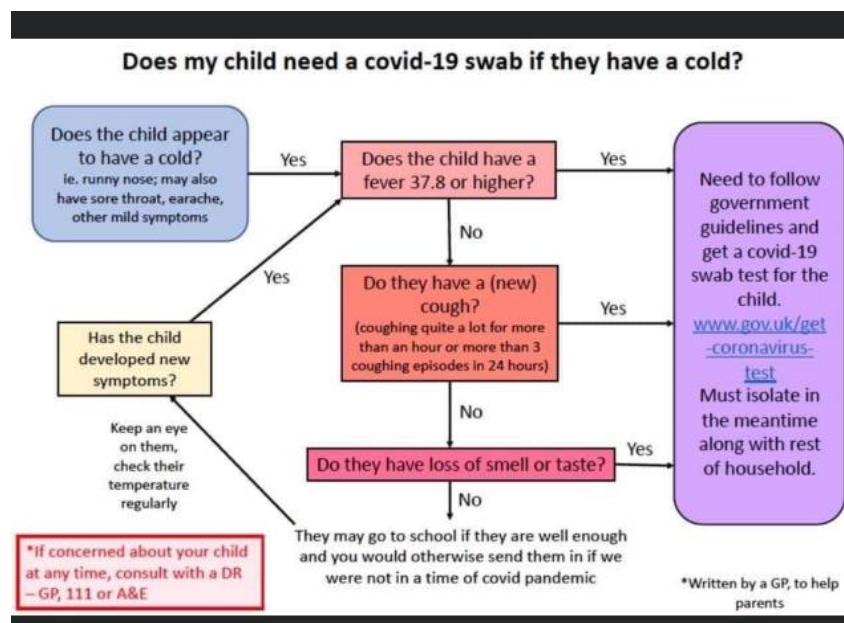 Does my child need a covid-19 swab if they have a cold?
Does the child appear
to have a cold?
ie. runny nose; may also
have sore throat, earache,
other mild symptoms
Yes
Does the child have a
fever 37.8 or higher?
Yes
No
Do they have a (new)
cough?
(coughing quite a lot for more
than an hour or more than 3
coughing episodes in 24 hours)
Yes
No
Do they have loss of smell or taste?
Yes
No
They may go to school if they are well enough
and you would otherwise send them in if we
were not in a time of covid pandemic
Keep an eye
on them,
check their
temperature
regularly
Has the child
developed new
symptoms?
Yes
Need to follow
government
guidelines and
get a covid-19
swab test for the
child.
www.gov.uk/get
-coronavirus-
test
Must isolate in
the meantime
along with rest
of household.
*If concerned about your child
at any time, consult with a DR
– GP, 111 or A&E
*Written by a GP, to help
parents